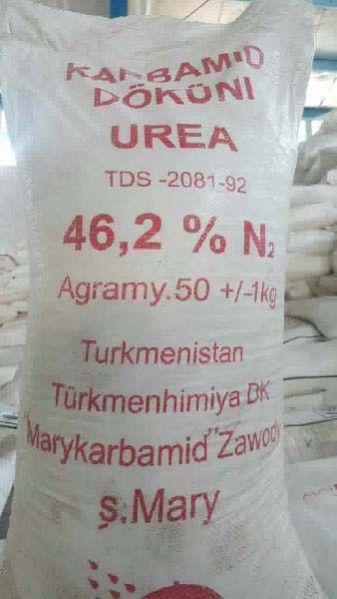 KARBAMID
DÖKÜNI
UREA
TDS -2081-92
46,2 % N₂
Agramy.50 +/-1kg
Turkmenistan
Türkmenhimiya DK
"Marykarbamid" Zawody
ş.Mary